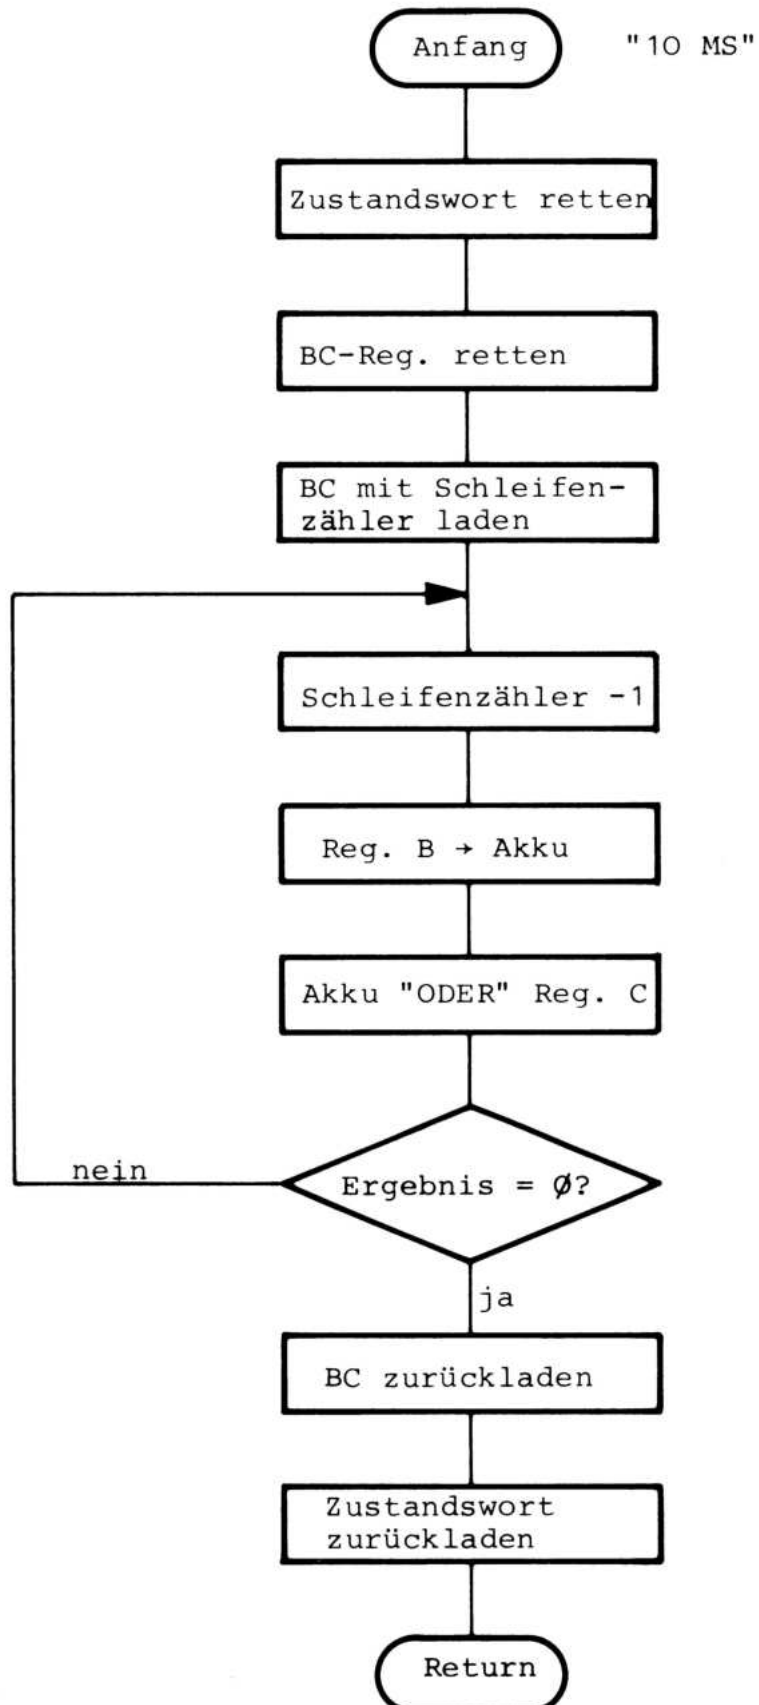 Anfang "10 MS"
Zustandswort retten
BC-Reg. retten
BC mit Schleifen-
zähler laden
Schleifenzähler -1
Reg. B → Akku
Akku "ODER" Reg. C
nein
Ergebnis = Ø?
ja
BC zurückladen
Zustandswort
zurückladen
Return